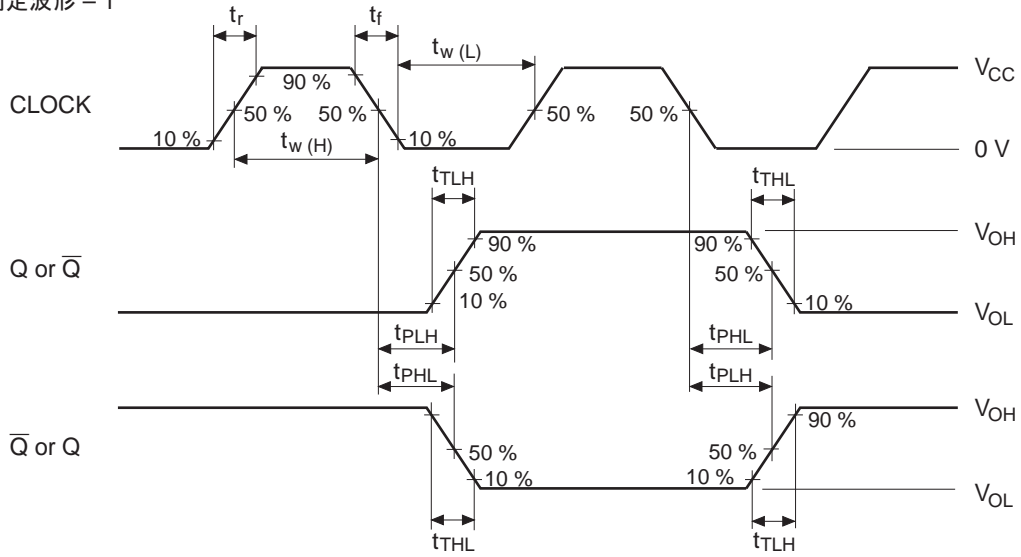 定波形 = 1
tr
tf
tw (L)
VCC
CLOCK
90 %
50 %
50 %
50 %
50 %
10 %
10 %
tw (H)
0 V
tTLH
tTHL
VOH
90 %
90 %
Q or Q̅
50 %
50 %
10 %
10 %
VOL
tPLH
tPHL
tPHL
tPLH
VOH
90 %
Q̅ or Q
50 %
50 %
10 %
10 %
VOL
tTHL
tTLH